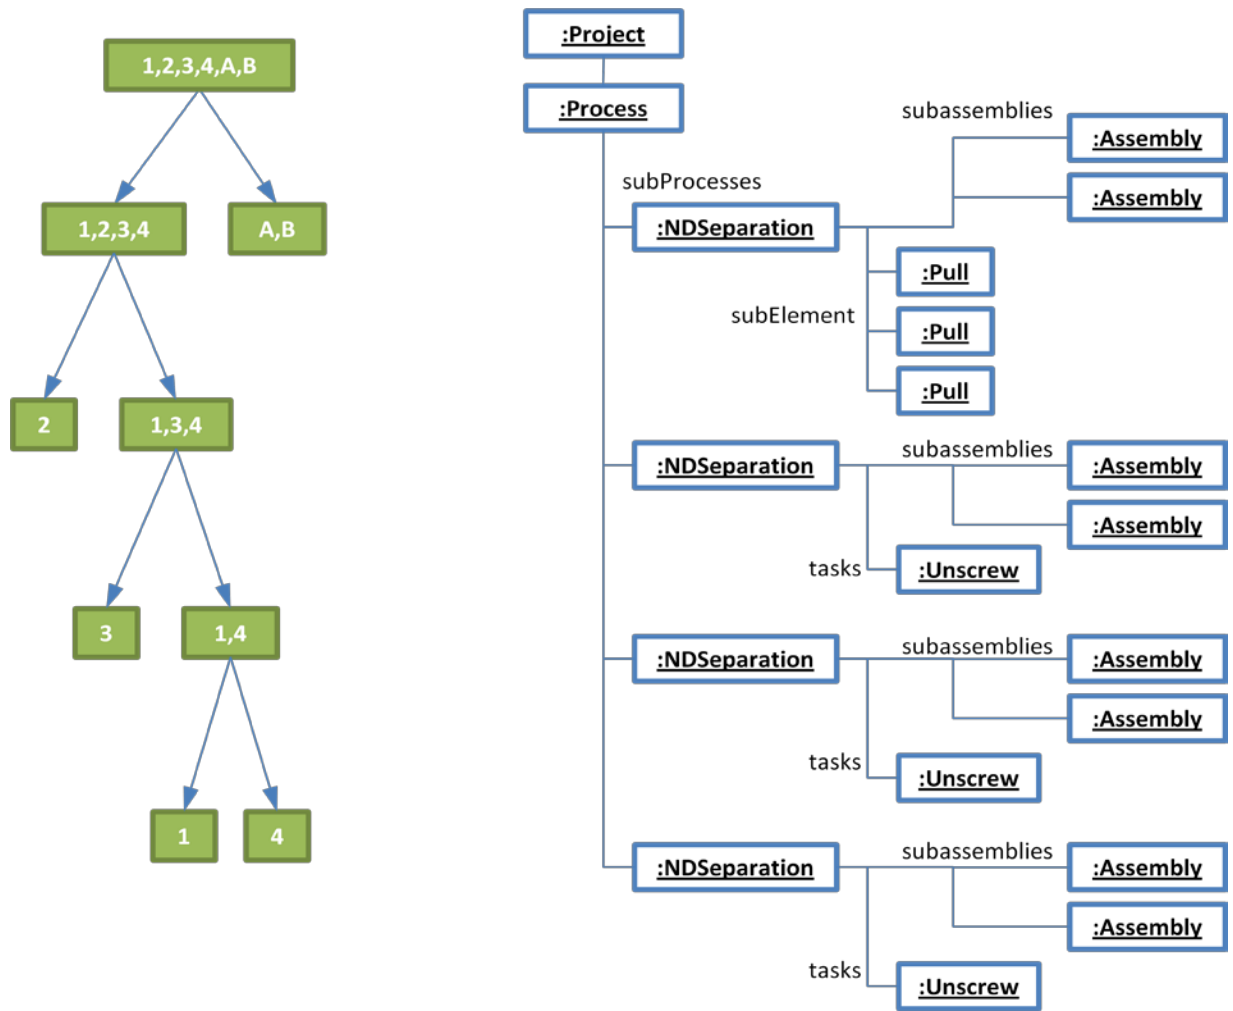 1,2,3,4,A,B
1,2,3,4
A,B
2
1,3,4
3
1,4
1
4
:Project
:Process
subProcesses
:NDSeparation
subassemblies
:Assembly
:Assembly
subElement
:Pull
:Pull
:Pull
:NDSeparation
subassemblies
:Assembly
:Assembly
tasks
:Unscrew
:NDSeparation
subassemblies
:Assembly
:Assembly
tasks
:Unscrew
:NDSeparation
subassemblies
:Assembly
:Assembly
tasks
:Unscrew